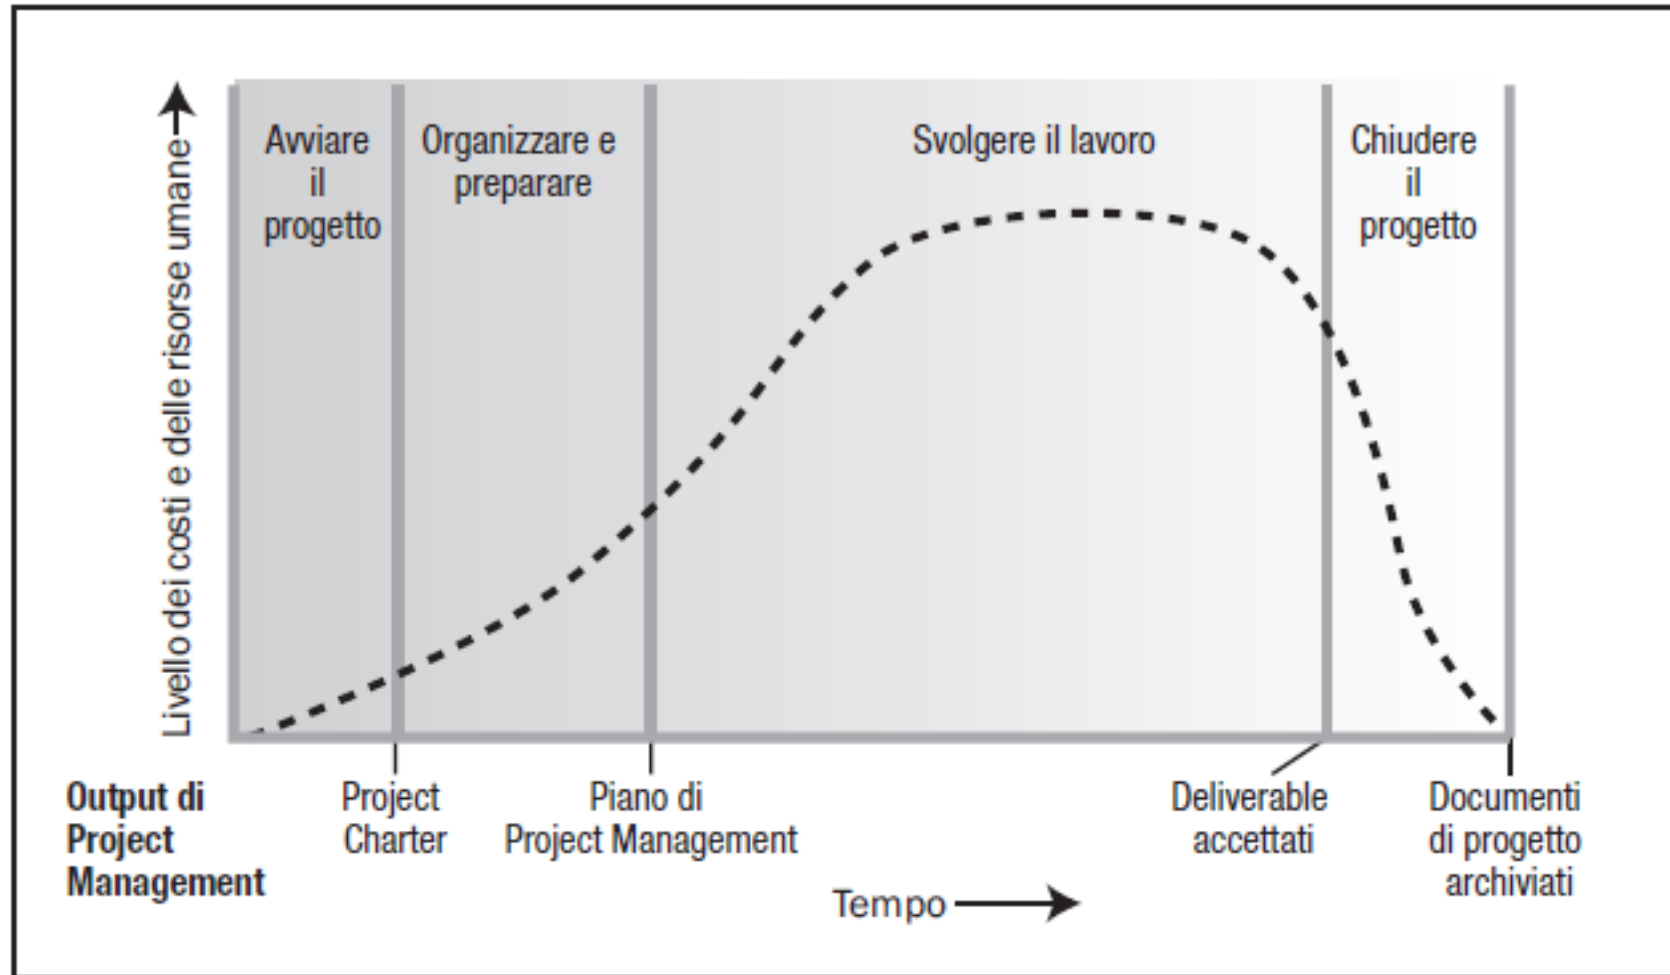 Livello dei costi e delle risorse umane
Avviare
il
progetto
Organizzare e
preparare
Svolgere il lavoro
Chiudere
il
progetto
Output di
Project
Management
Project
Charter
Piano di
Project Management
Deliverable
accettati
Documenti
di progetto
archiviati
Tempo